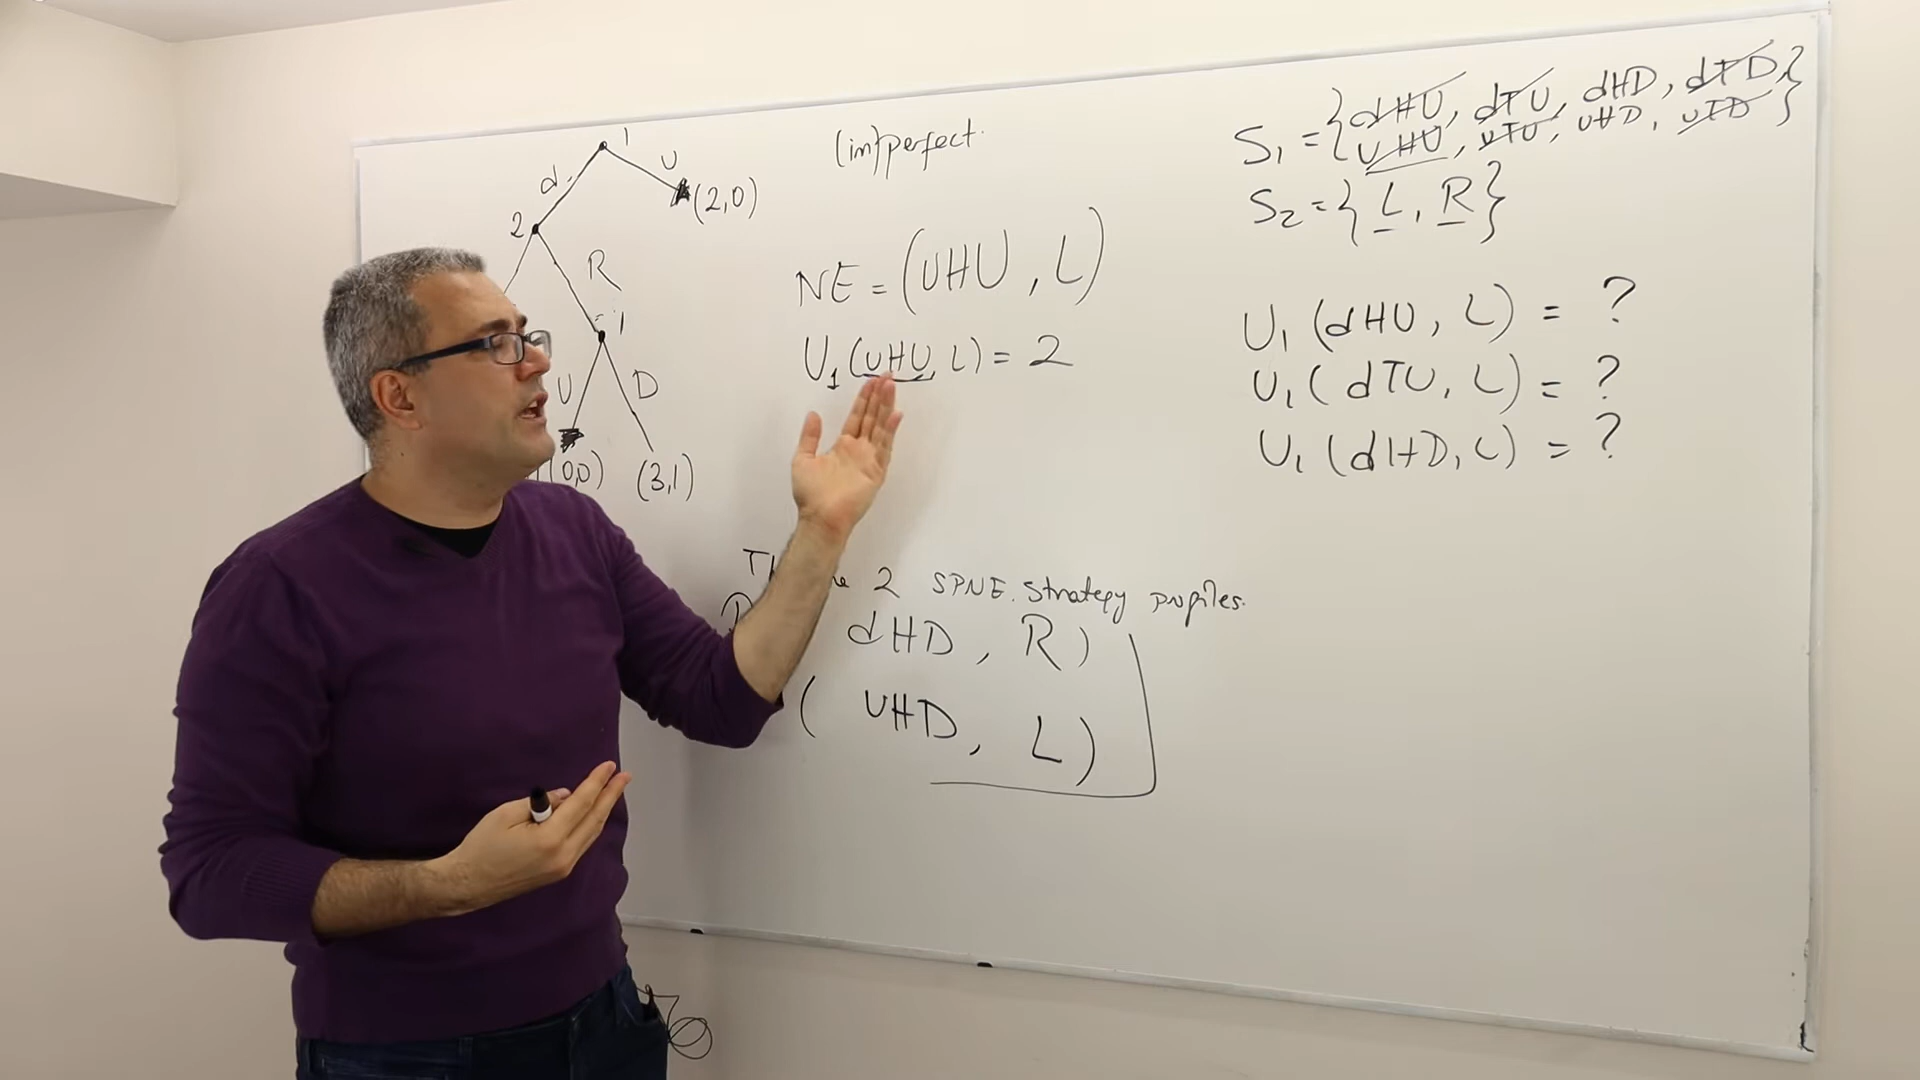 1
d
U
(2,0)
2
R
1
U
D
(0,0)
(3,1)
(im)perfect.
NE = (UHU, L)
U₁(UHU, L) = 2
2 SPNE. Strategy profiles.
dHD, R)
( UHD, L)
S₁ = {dHU, dTU, dHD, dTD,
UHU, UTU, UHD, UTD}
S₂ = {L, R}
U₁ (dHU, L) = ?
U₁ (dTU, L) = ?
U₁ (dHD, L) = ?